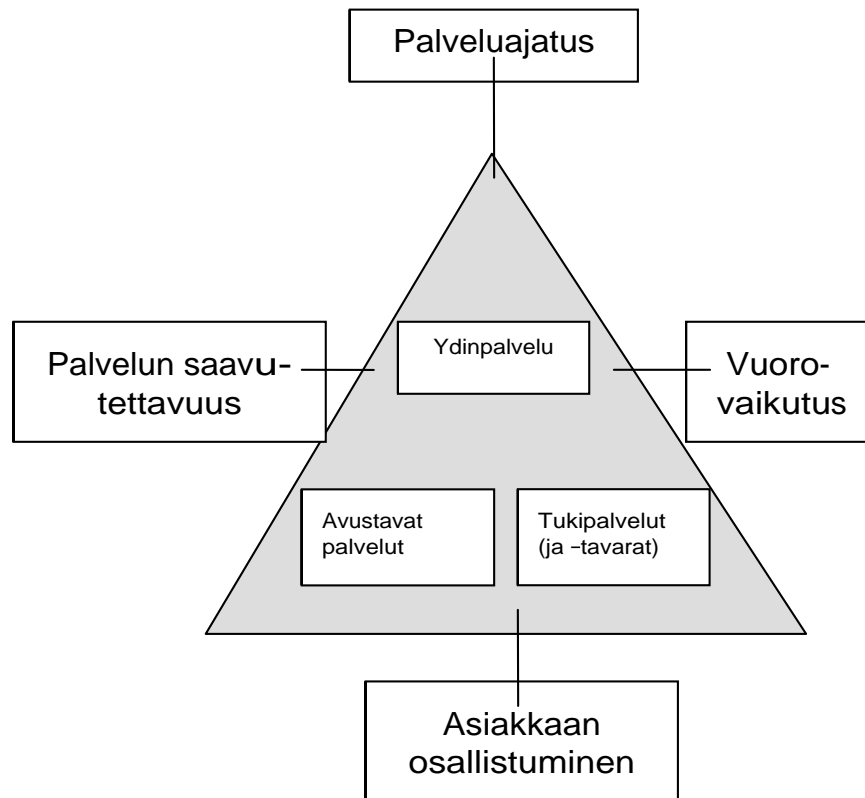 Palveluajatus
Palvelun saavu-
tettavuus
Ydinpalvelu
Vuoro-
vaikutus
Avustavat
palvelut
Tukipalvelut
(ja –tavarat)
Asiakkaan
osallistuminen